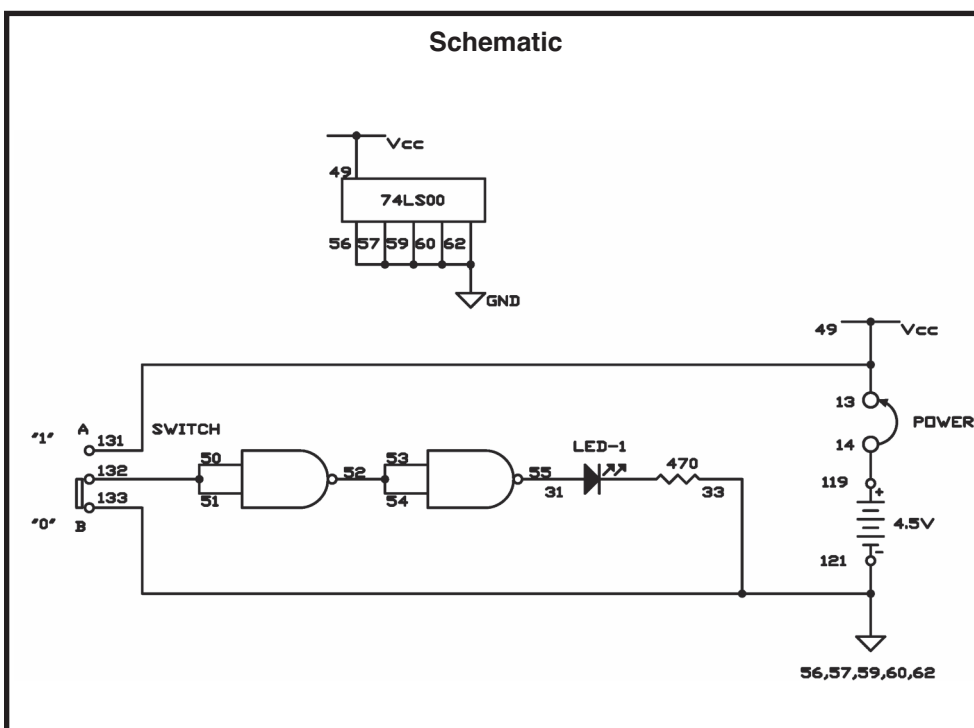 Schematic
Vcc
49
74LS00
56 57 59 60 62
GND
49 Vcc
13
14
POWER
119
+
4.5V
-
121
56,57,59,60,62
"1" A 131 SWITCH
132
133
"0" B
50
51
52
53
54
55
31
LED-1
470
33